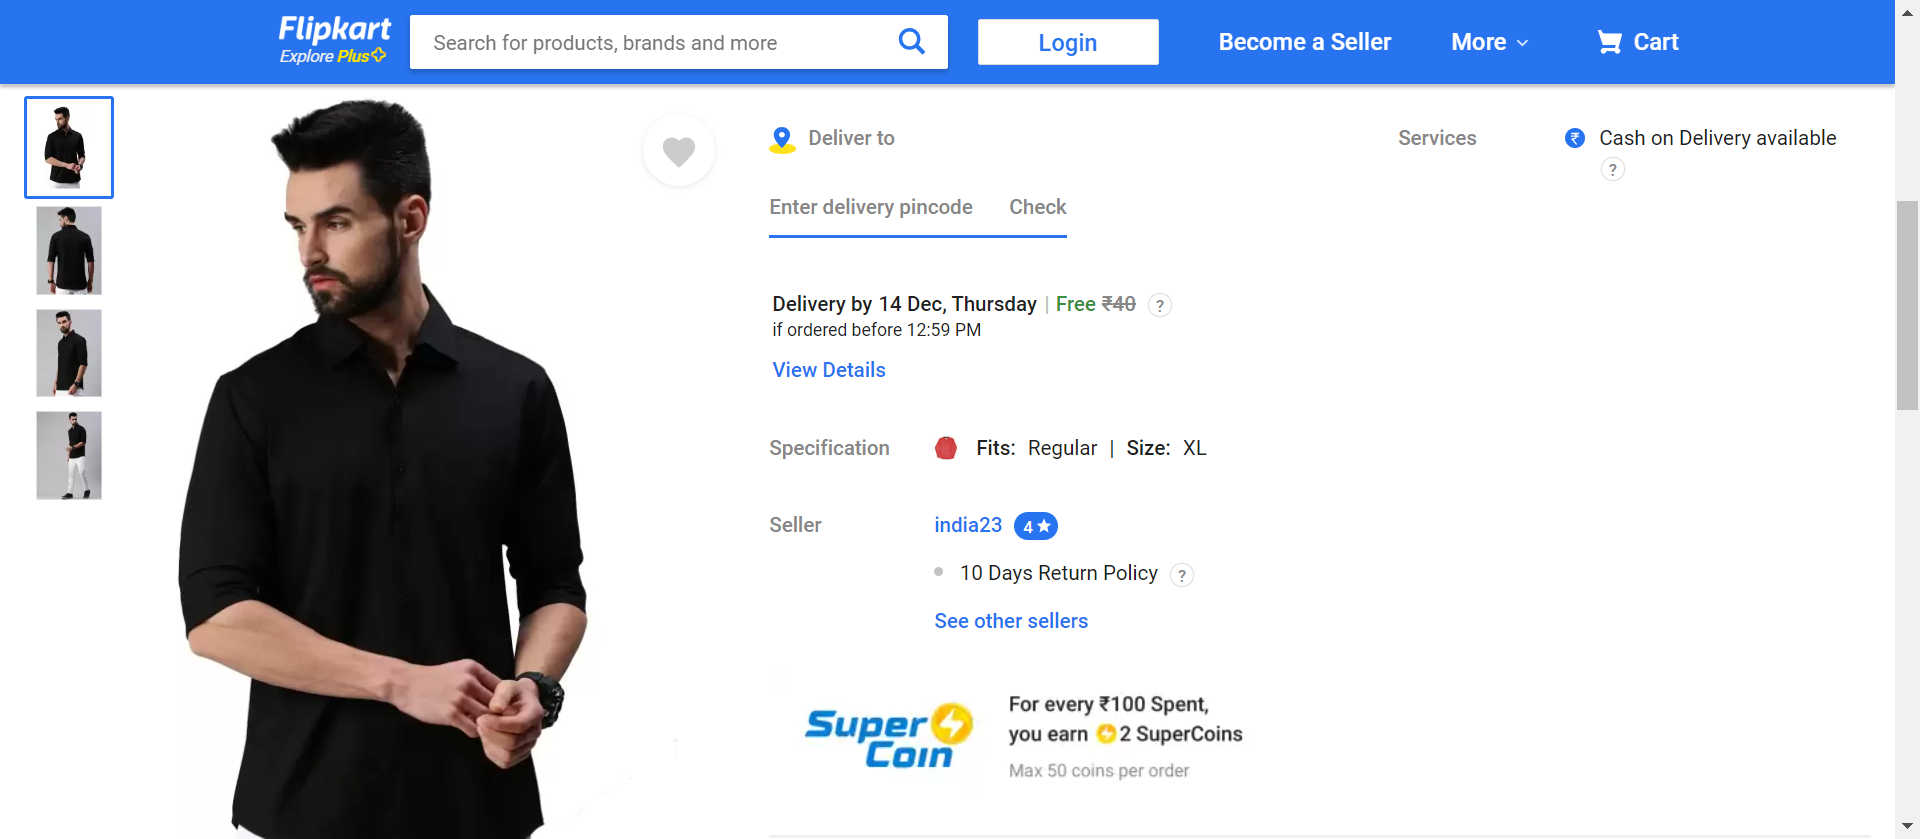 Flipkart
Explore Plus
Search for products, brands and more
Login
Become a Seller
More
Cart
Deliver to
Services
₹ Cash on Delivery available
?
Enter delivery pincode Check
Delivery by 14 Dec, Thursday | Free ₹40 ?
if ordered before 12:59 PM
View Details
Specification Fits: Regular | Size: XL
Seller india23 4★
10 Days Return Policy ?
See other sellers
Super
Coin
For every ₹100 Spent,
you earn 2 SuperCoins
Max 50 coins per order